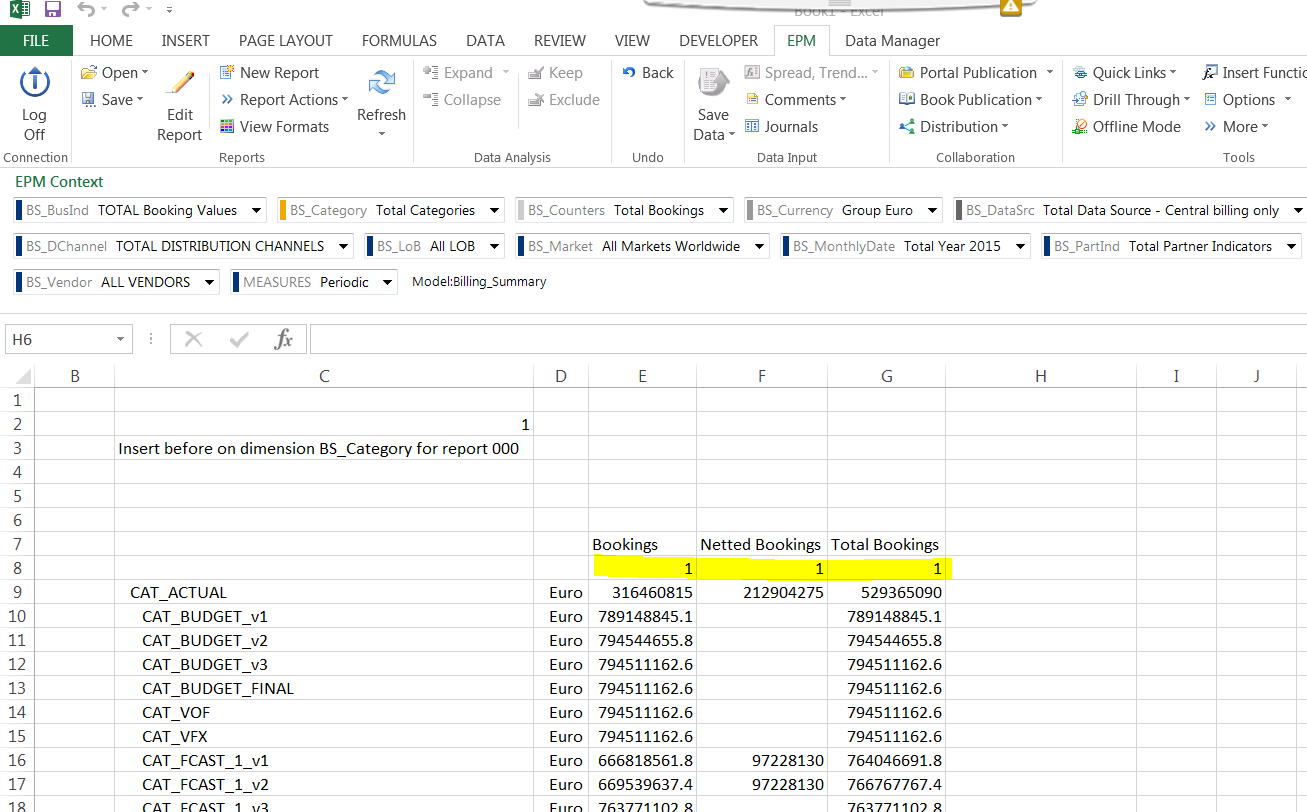 Book1 - Excel
FILE HOME INSERT PAGE LAYOUT FORMULAS DATA REVIEW VIEW DEVELOPER EPM Data Manager
Log Off
Connection
Open
Save
Edit Report
New Report
Report Actions
View Formats
Refresh
Reports
Expand
Collapse
Keep
Exclude
Data Analysis
Back
Undo
Save Data
Spread, Trend...
Comments
Journals
Data Input
Portal Publication
Book Publication
Distribution
Collaboration
Quick Links
Drill Through
Offline Mode
Insert Functio
Options
More
Tools
EPM Context
BS_BusInd TOTAL Booking Values BS_Category Total Categories BS_Counters Total Bookings BS_Currency Group Euro BS_DataSrc Total Data Source - Central billing only
BS_DChannel TOTAL DISTRIBUTION CHANNELS BS_LoB All LOB BS_Market All Markets Worldwide BS_MonthlyDate Total Year 2015 BS_PartInd Total Partner Indicators
BS_Vendor ALL VENDORS MEASURES Periodic Model:Billing_Summary
H6 fx
B C D E F G H I J
1
2 1
3 Insert before on dimension BS_Category for report 000
4
5
6
7 Bookings Netted Bookings Total Bookings
8 1 1 1
9 CAT_ACTUAL Euro 316460815 212904275 529365090
10 CAT_BUDGET_v1 Euro 789148845.1 789148845.1
11 CAT_BUDGET_v2 Euro 794544655.8 794544655.8
12 CAT_BUDGET_v3 Euro 794511162.6 794511162.6
13 CAT_BUDGET_FINAL Euro 794511162.6 794511162.6
14 CAT_VOF Euro 794511162.6 794511162.6
15 CAT_VFX Euro 794511162.6 794511162.6
16 CAT_FCAST_1_v1 Euro 666818561.8 97228130 764046691.8
17 CAT_FCAST_1_v2 Euro 669539637.4 97228130 766767767.4
18 CAT_FCAST_1_v3 Euro 763771102.8 763771102.8